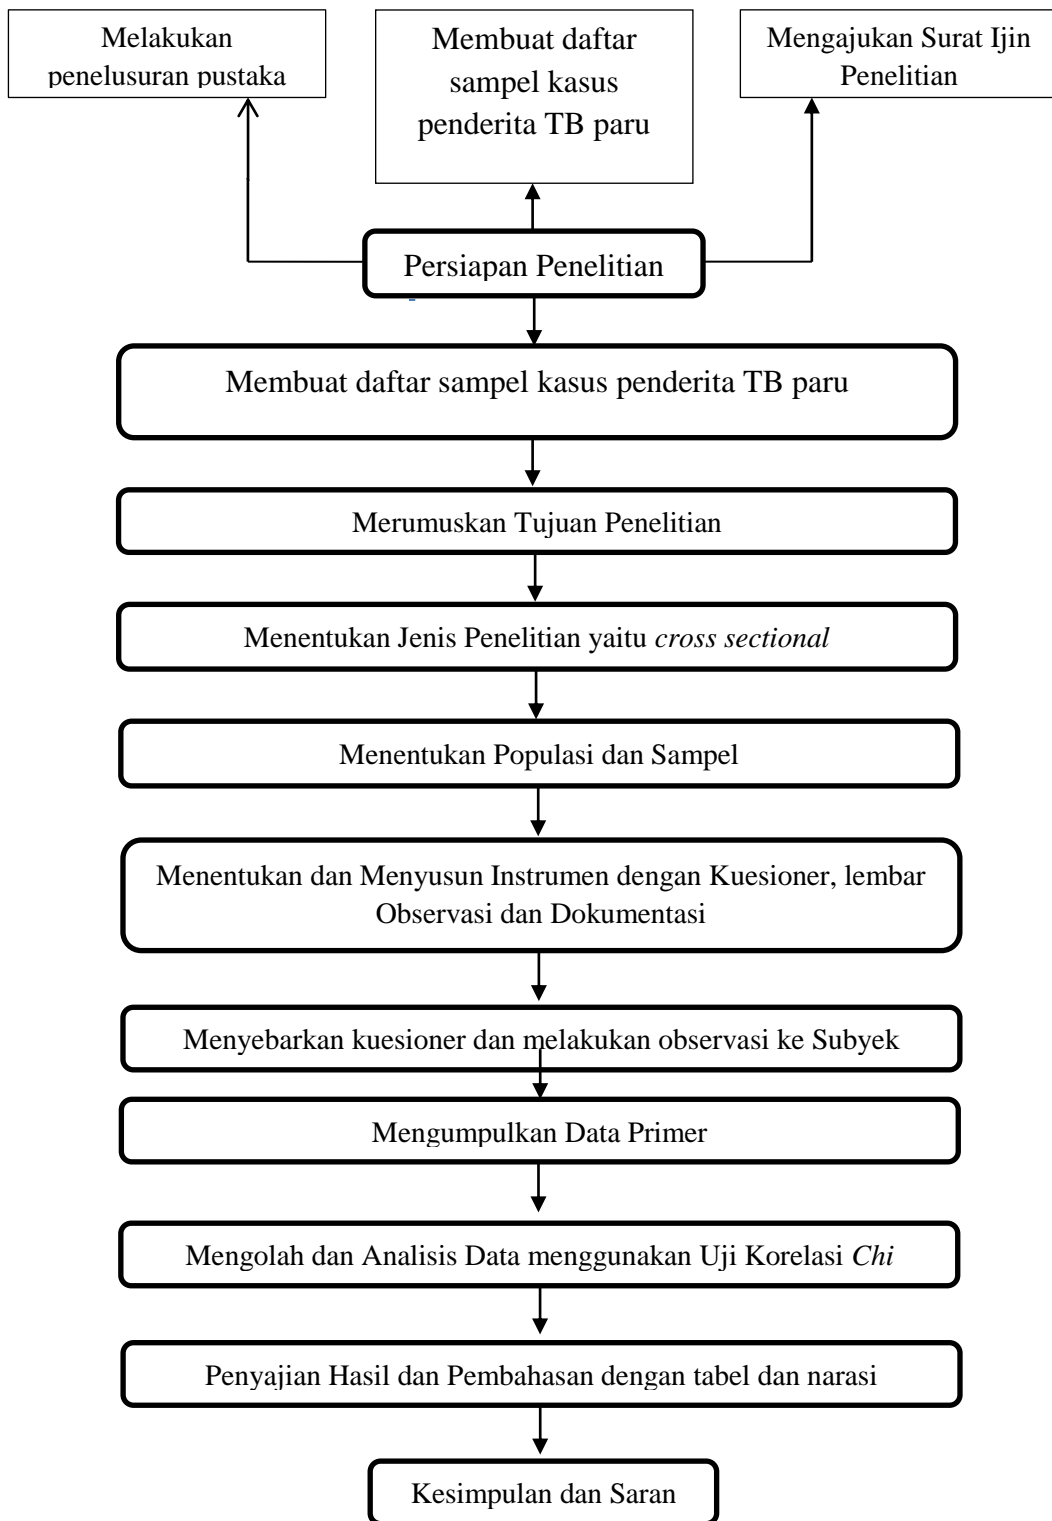 Melakukan
penelusuran pustaka
Membuat daftar
sampel kasus
penderita TB paru
Mengajukan Surat Ijin
Penelitian
Persiapan Penelitian
Membuat daftar sampel kasus penderita TB paru
Merumuskan Tujuan Penelitian
Menentukan Jenis Penelitian yaitu cross sectional
Menentukan Populasi dan Sampel
Menentukan dan Menyusun Instrumen dengan Kuesioner, lembar
Observasi dan Dokumentasi
Menyebarkan kuesioner dan melakukan observasi ke Subyek
Mengumpulkan Data Primer
Mengolah dan Analisis Data menggunakan Uji Korelasi Chi
Penyajian Hasil dan Pembahasan dengan tabel dan narasi
Kesimpulan dan Saran